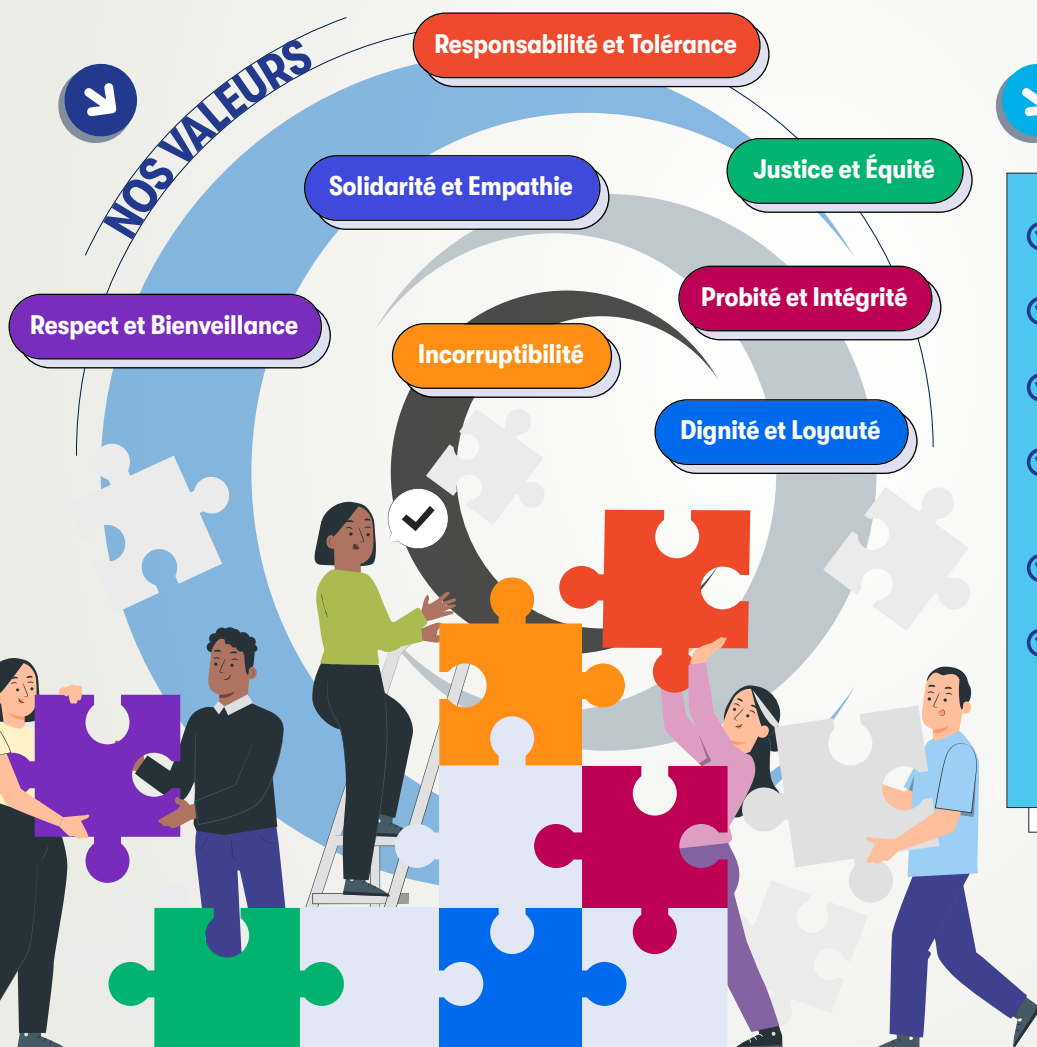 NOS VALEURS
Responsabilité et Tolérance
Solidarité et Empathie
Justice et Équité
Respect et Bienveillance
Probité et Intégrité
Incorruptibilité
Dignité et Loyauté